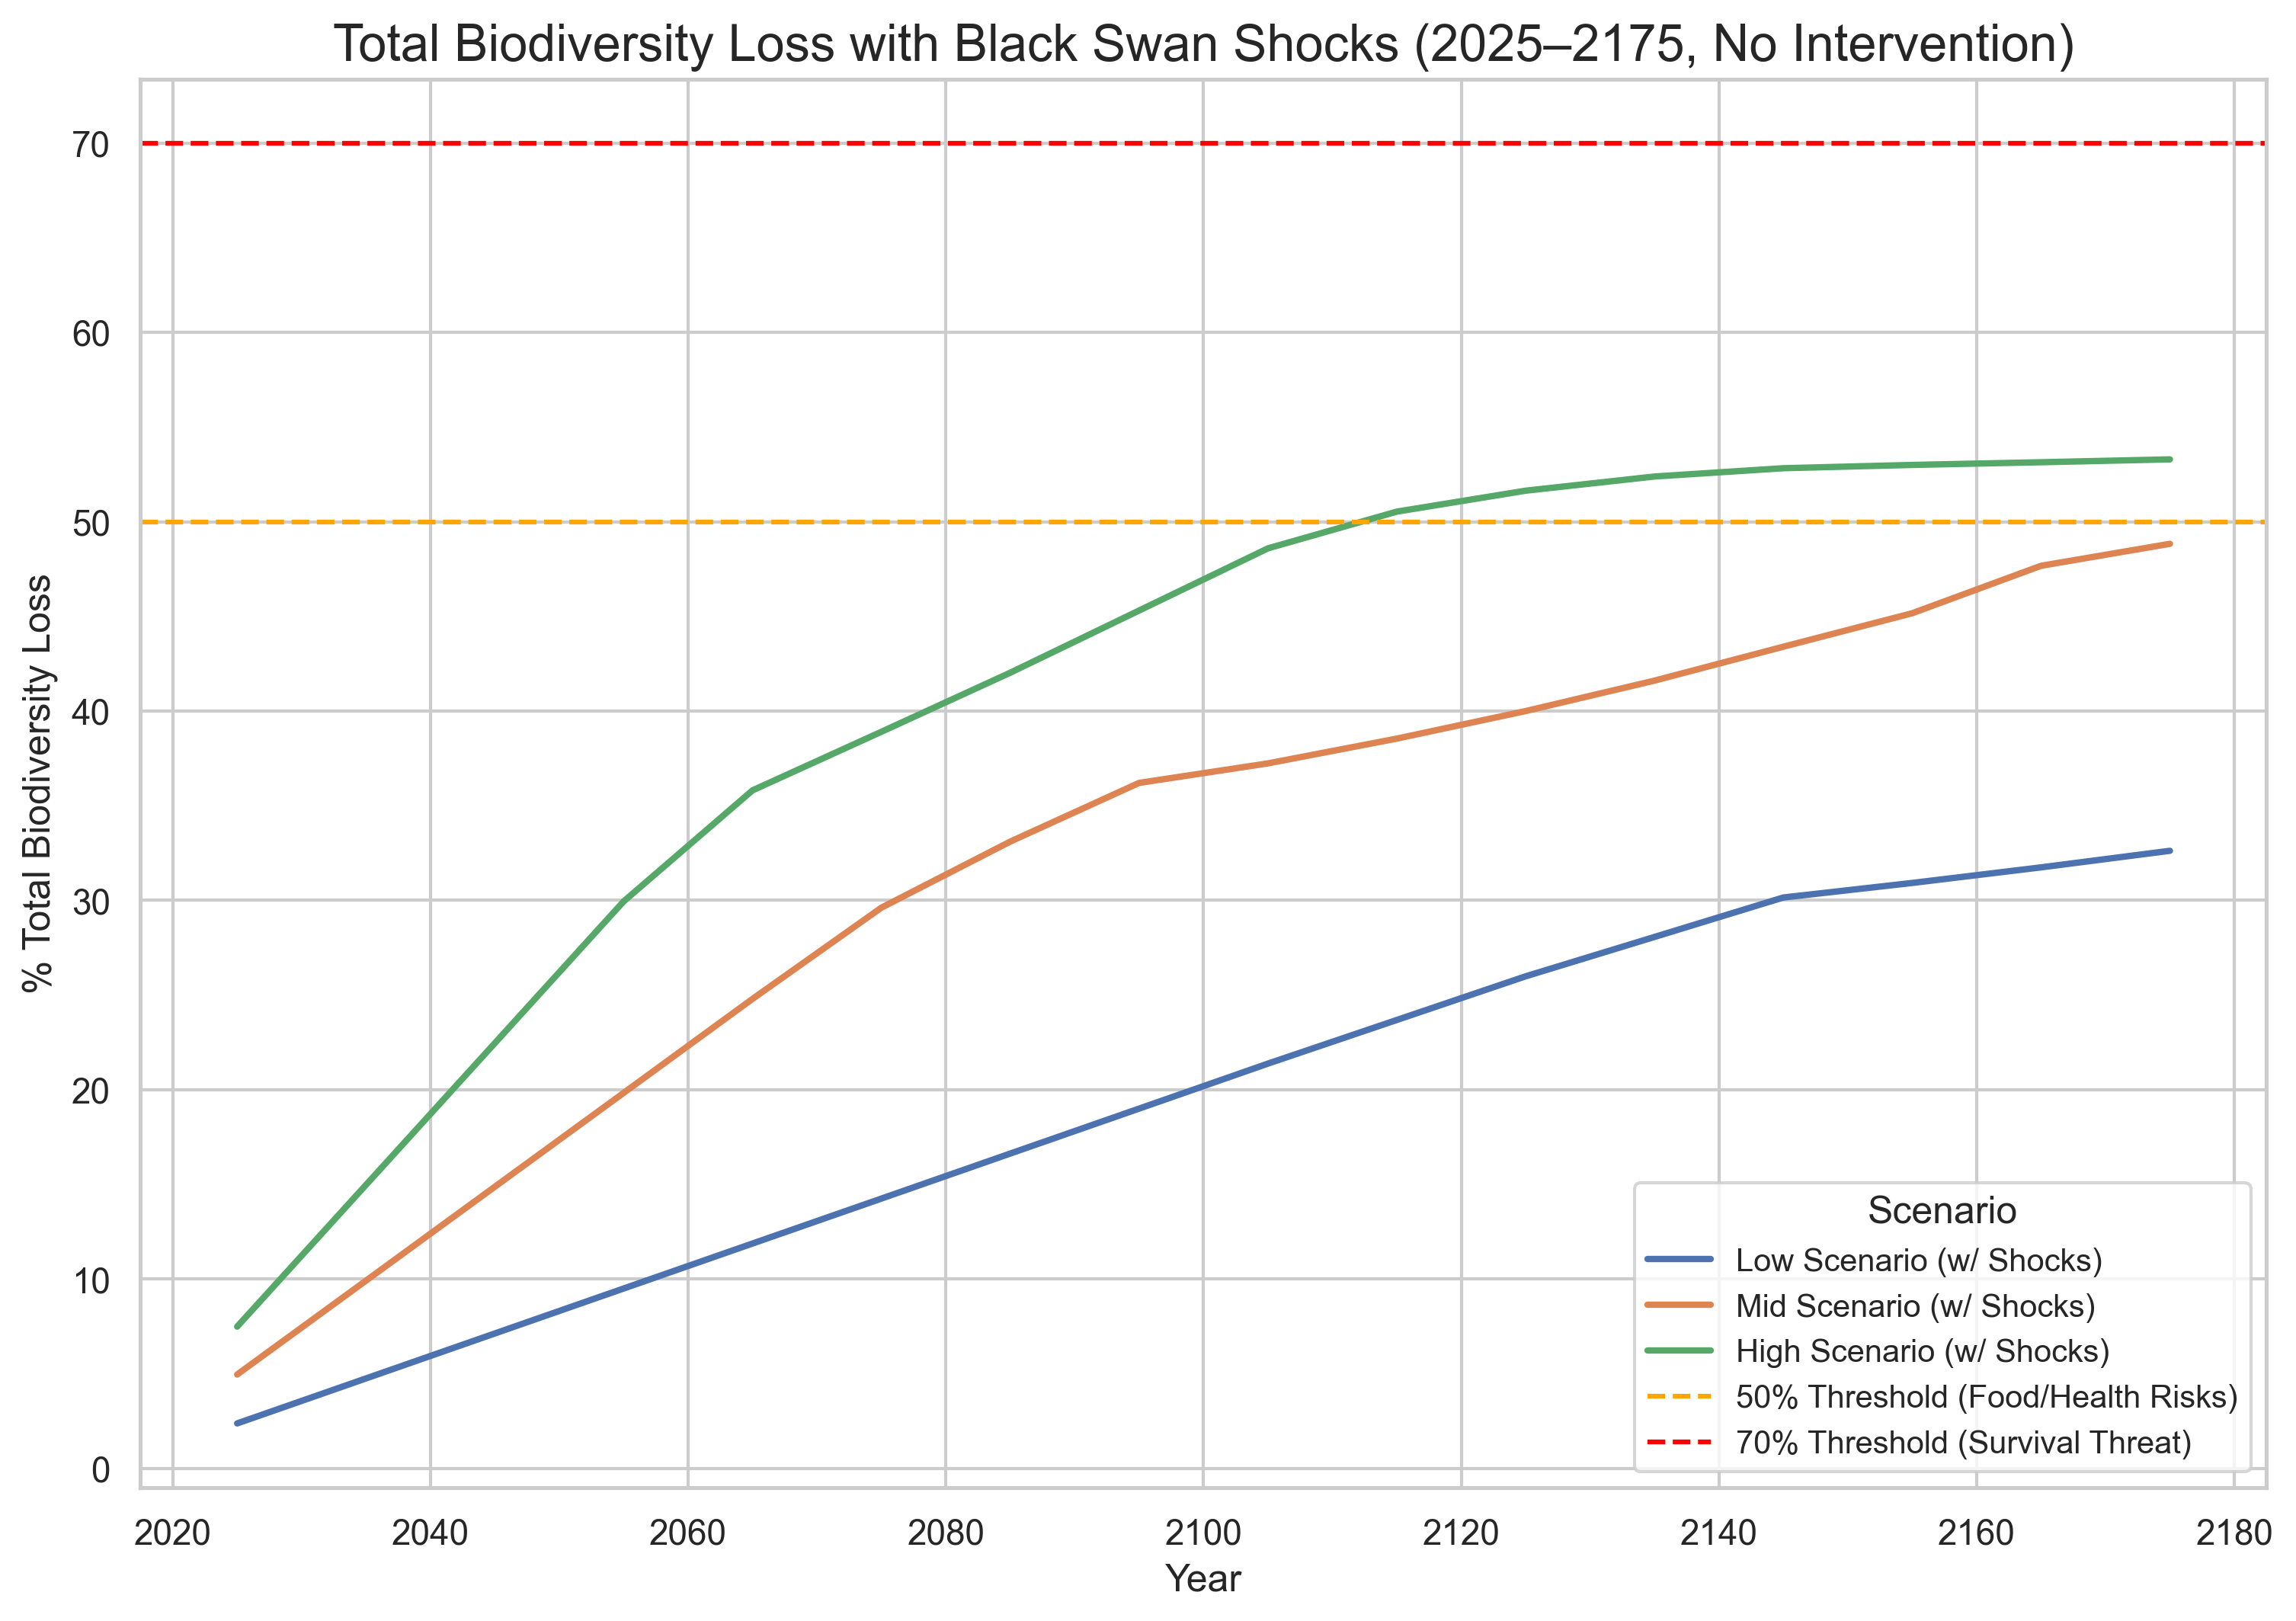 Total Biodiversity Loss with Black Swan Shocks (2025–2175, No Intervention)
% Total Biodiversity Loss
70
60
50
40
30
20
10
0
2020 2040 2060 2080 2100 2120 2140 2160 2180
Year
Scenario
Low Scenario (w/ Shocks)
Mid Scenario (w/ Shocks)
High Scenario (w/ Shocks)
50% Threshold (Food/Health Risks)
70% Threshold (Survival Threat)